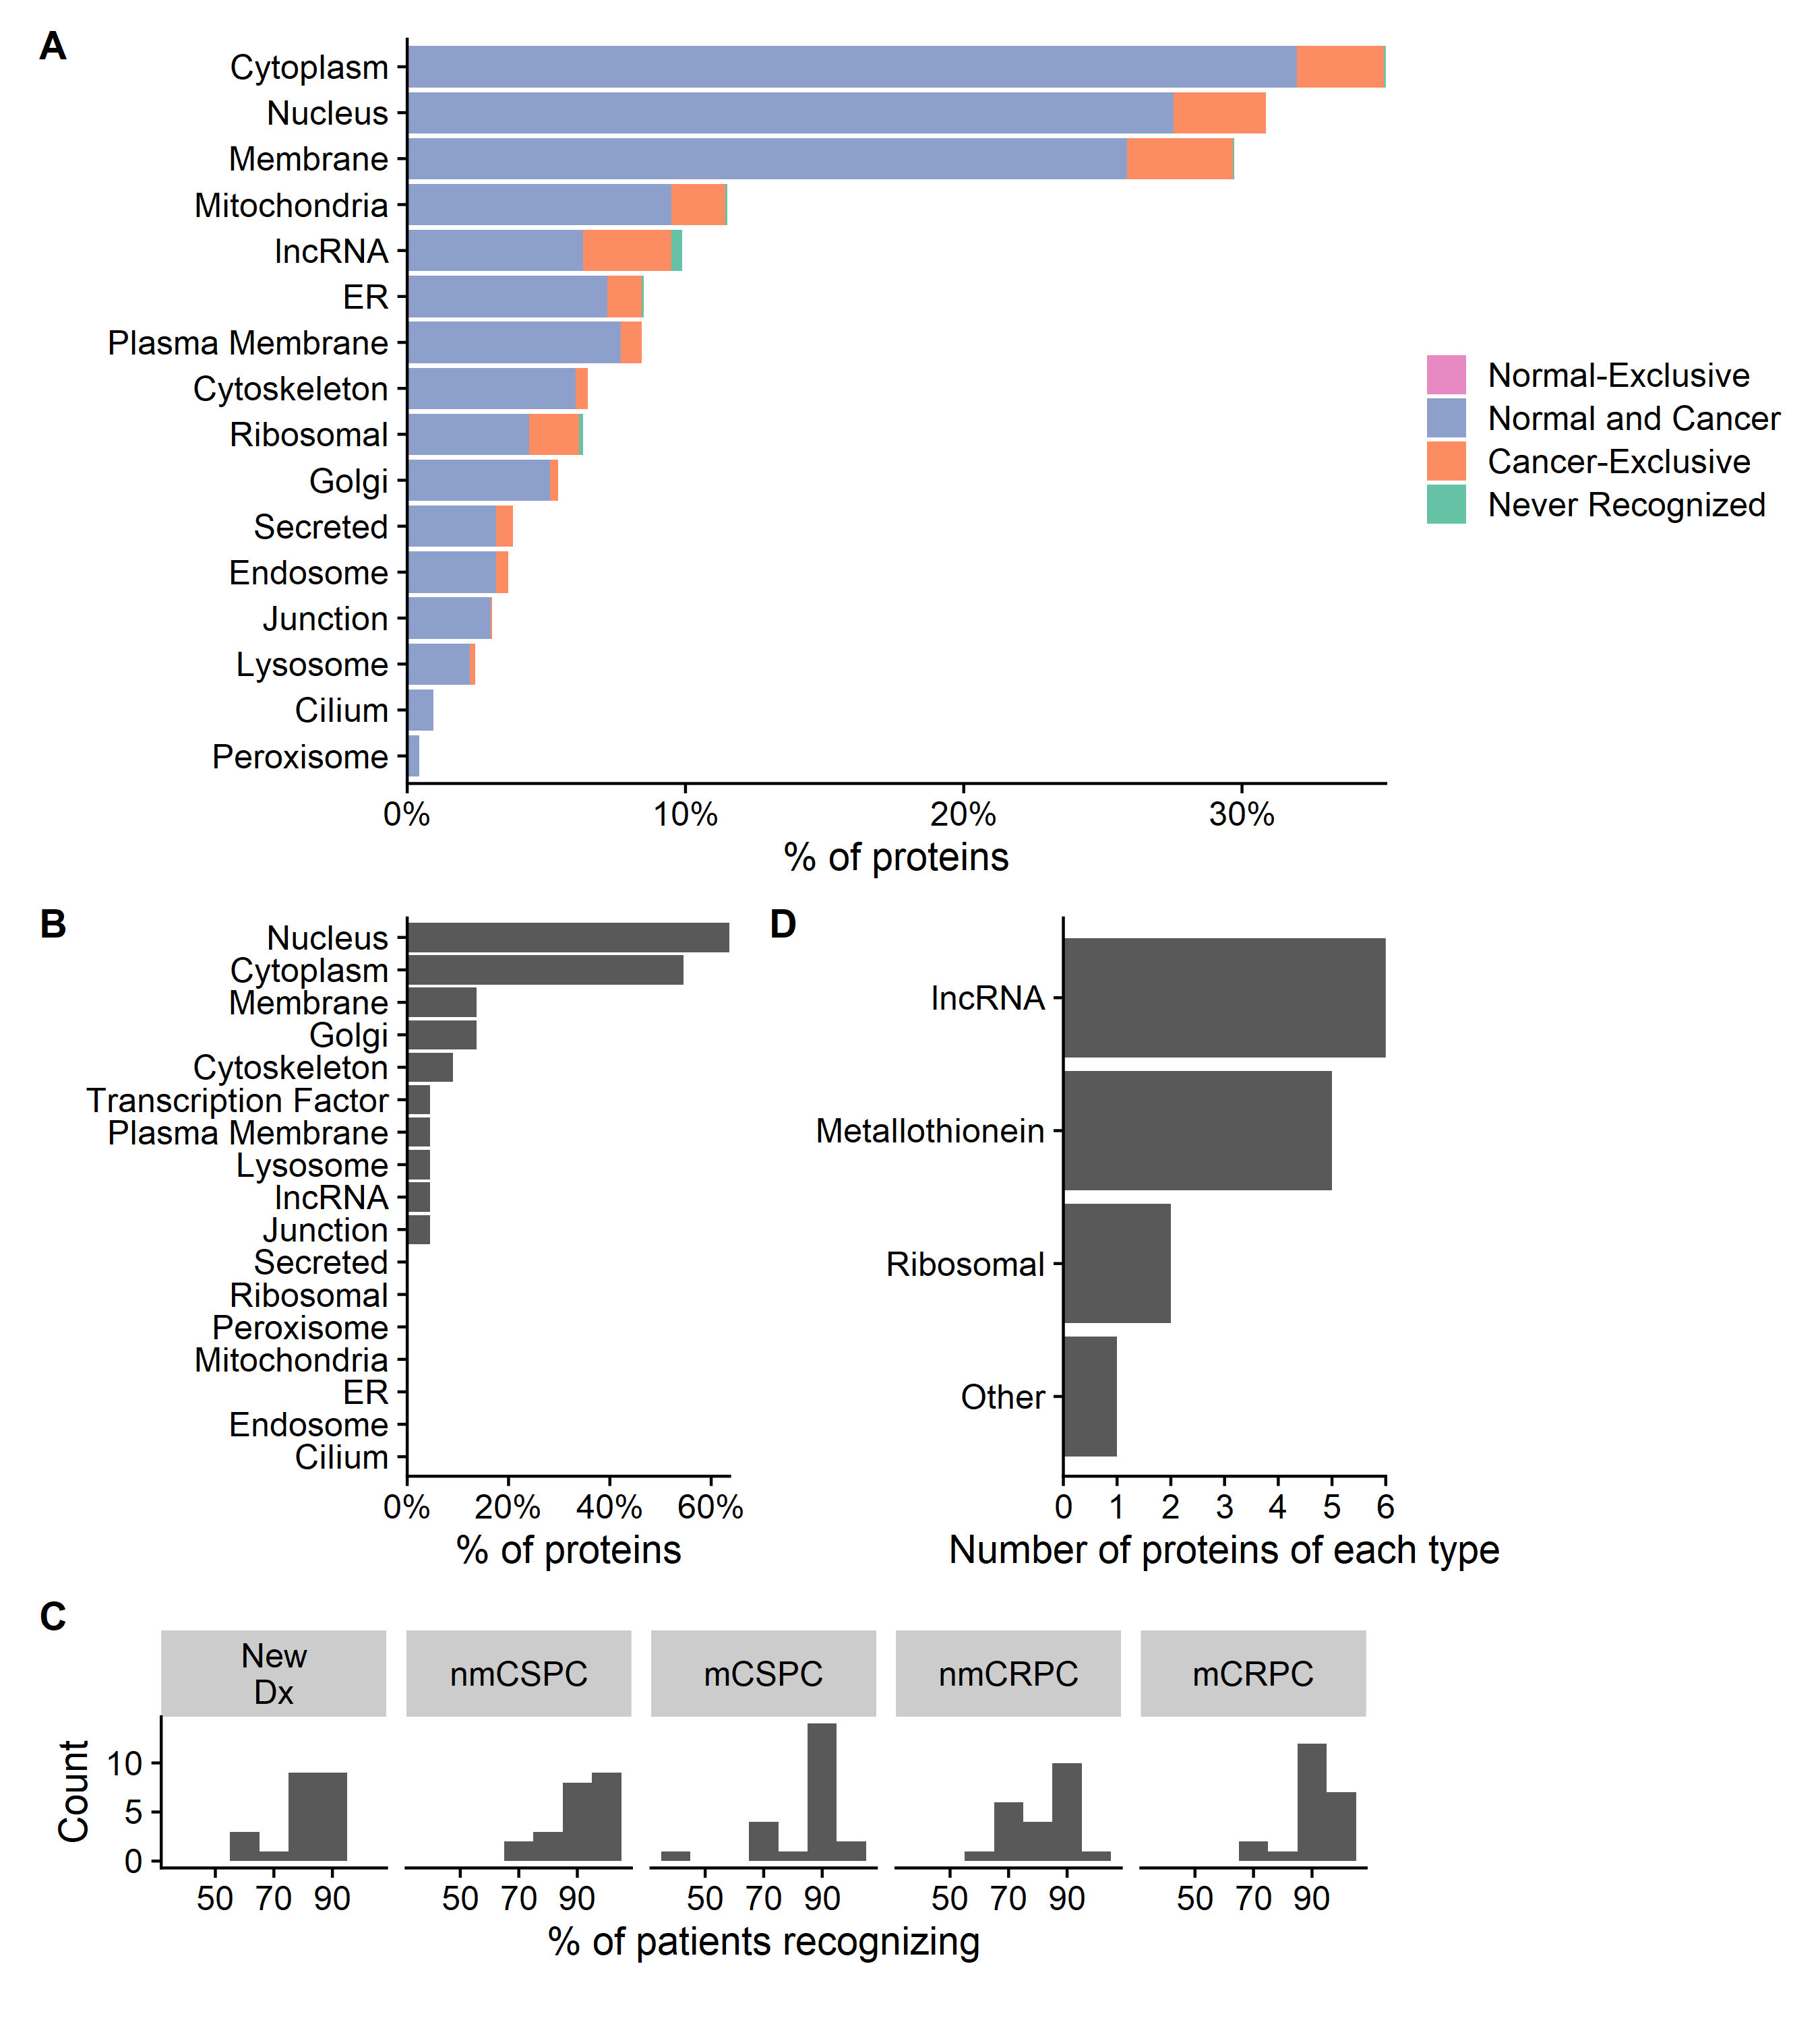 A
Cytoplasm
Nucleus
Membrane
Mitochondria
lncRNA
ER
Plasma Membrane
Cytoskeleton
Ribosomal
Golgi
Secreted
Endosome
Junction
Lysosome
Cilium
Peroxisome
0% 10% 20% 30%
% of proteins
Normal-Exclusive
Normal and Cancer
Cancer-Exclusive
Never Recognized
B
Nucleus
Cytoplasm
Membrane
Golgi
Cytoskeleton
Transcription Factor
Plasma Membrane
Lysosome
lncRNA
Junction
Secreted
Ribosomal
Peroxisome
Mitochondria
ER
Endosome
Cilium
0% 20% 40% 60%
% of proteins
D
lncRNA
Metallothionein
Ribosomal
Other
0 1 2 3 4 5 6
Number of proteins of each type
C
New
Dx
nmCSPC
mCSPC
nmCRPC
mCRPC
Count
10
5
0
50 70 90
50 70 90
50 70 90
50 70 90
50 70 90
% of patients recognizing